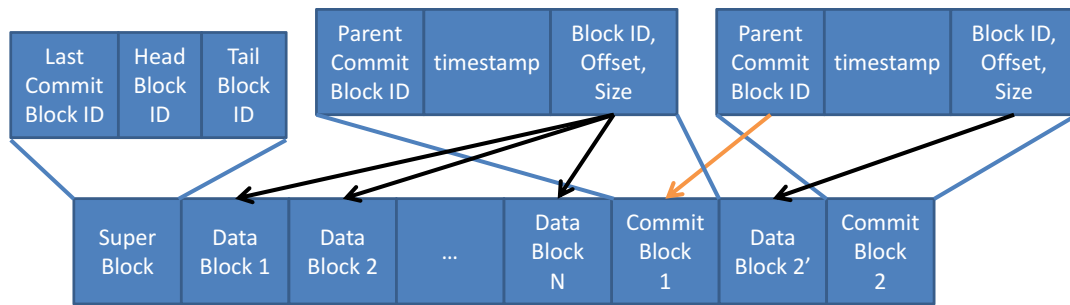 Last
Commit
Block ID
Head
Block
ID
Tail
Block
ID
Parent
Commit
Block ID
timestamp
Block ID,
Offset,
Size
Parent
Commit
Block ID
timestamp
Block ID,
Offset,
Size
Super
Block
Data
Block 1
Data
Block 2
...
Data
Block
N
Commit
Block
1
Data
Block 2'
Commit
Block
2